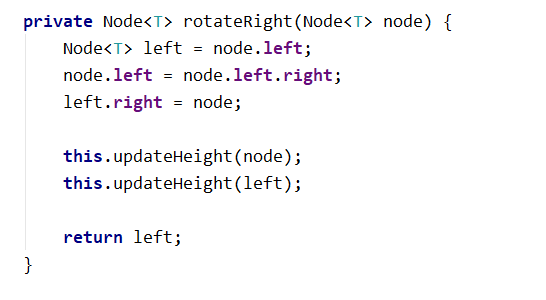 private Node<T> rotateRight(Node<T> node) {
    Node<T> left = node.left;
    node.left = node.left.right;
    left.right = node;

    this.updateHeight(node);
    this.updateHeight(left);

    return left;
}